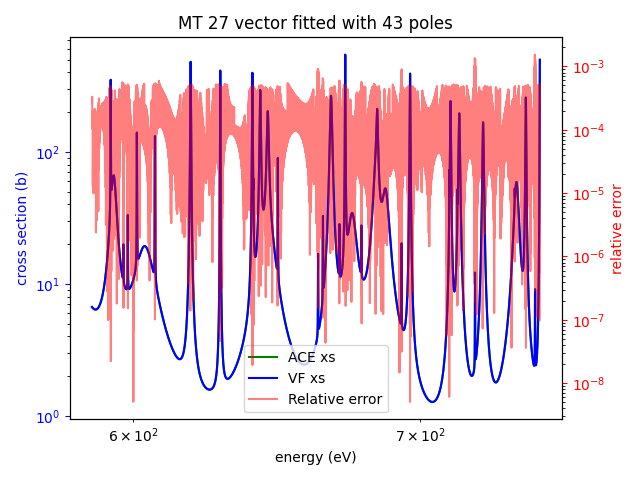 MT 27 vector fitted with 43 poles
cross section (b)
10²
10¹
10⁰
10⁻³
10⁻⁴
10⁻⁵
10⁻⁶
10⁻⁷
10⁻⁸
relative error
ACE xs
VF xs
Relative error
6 × 10²
7 × 10²
energy (eV)